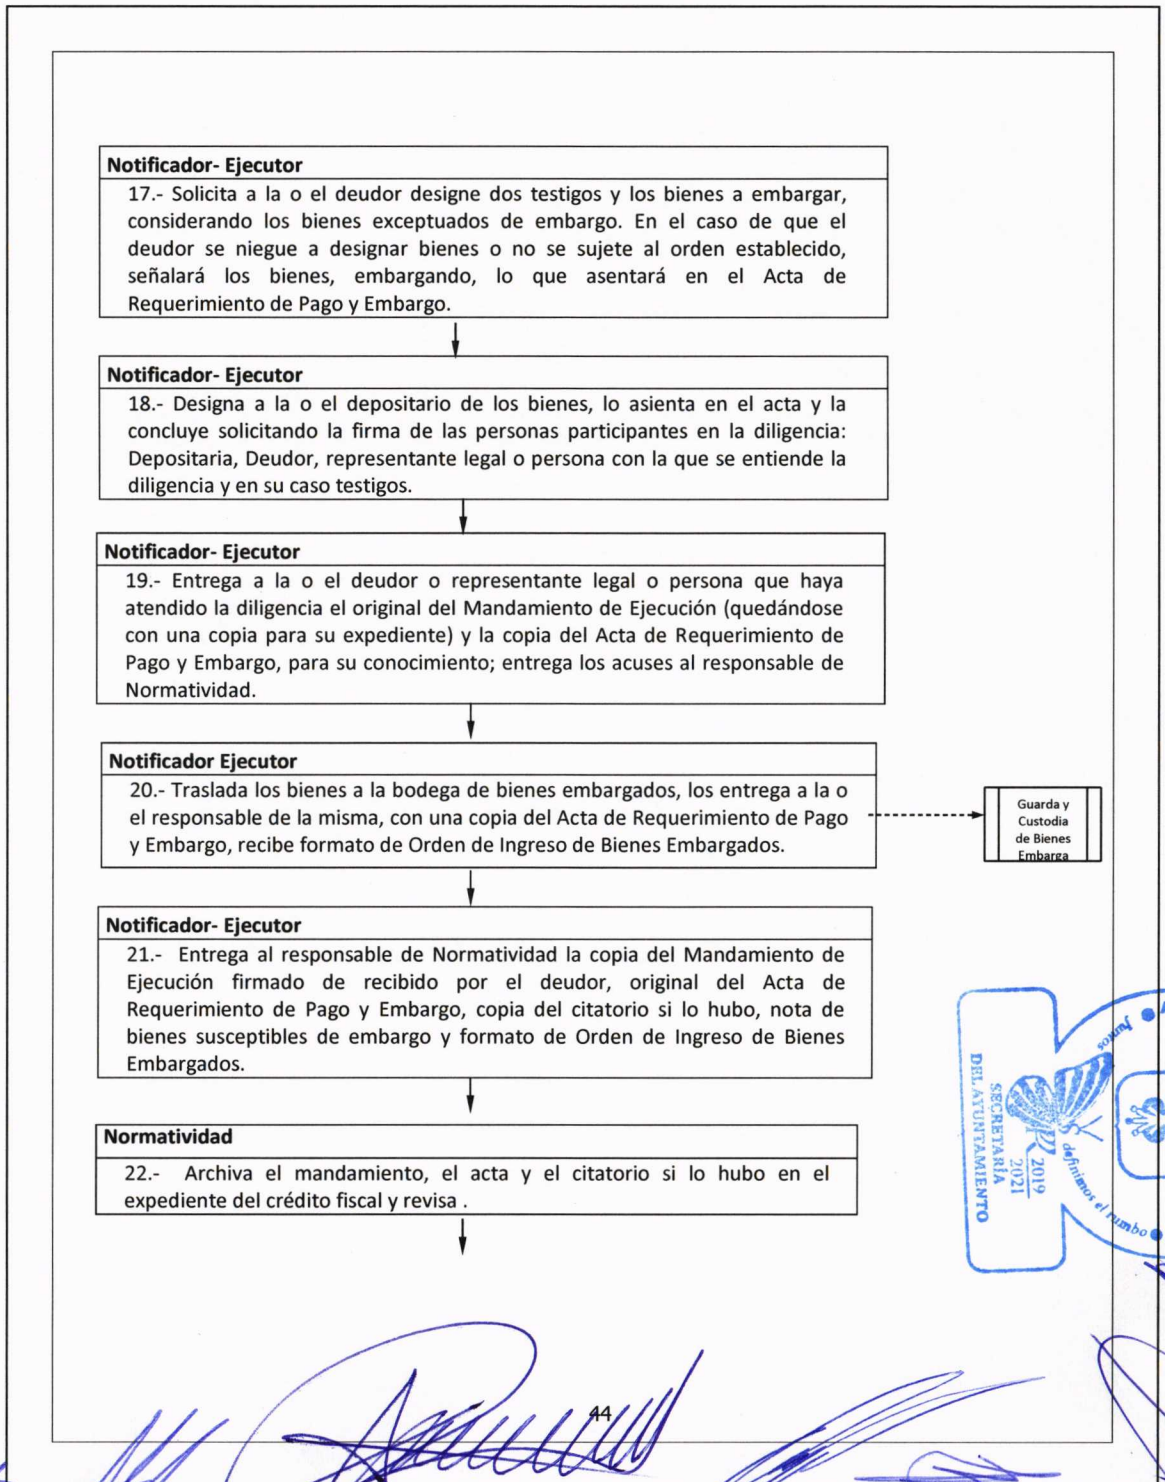 Notificador- Ejecutor
17.- Solicita a la o el deudor designe dos testigos y los bienes a embargar,
considerando los bienes exceptuados de embargo. En el caso de que el
deudor se niegue a designar bienes o no se sujete al orden establecido,
señalará los bienes, embargando, lo que asentará en el Acta de
Requerimiento de Pago y Embargo.
Notificador- Ejecutor
18.- Designa a la o el depositario de los bienes, lo asienta en el acta y la
concluye solicitando la firma de las personas participantes en la diligencia:
Depositaria, Deudor, representante legal o persona con la que se entiende la
diligencia y en su caso testigos.
Notificador- Ejecutor
19.- Entrega a la o el deudor o representante legal o persona que haya
atendido la diligencia el original del Mandamiento de Ejecución (quedándose
con una copia para su expediente) y la copia del Acta de Requerimiento de
Pago y Embargo, para su conocimiento; entrega los acuses al responsable de
Normatividad.
Notificador Ejecutor
20.- Traslada los bienes a la bodega de bienes embargados, los entrega a la o
el responsable de la misma, con una copia del Acta de Requerimiento de Pago
y Embargo, recibe formato de Orden de Ingreso de Bienes Embargados.
Guarda y
Custodia
de Bienes
Embarga
Notificador- Ejecutor
21.- Entrega al responsable de Normatividad la copia del Mandamiento de
Ejecución firmado de recibido por el deudor, original del Acta de
Requerimiento de Pago y Embargo, copia del citatorio si lo hubo, nota de
bienes susceptibles de embargo y formato de Orden de Ingreso de Bienes
Embargados.
Normatividad
22.- Archiva el mandamiento, el acta y el citatorio si lo hubo en el
expediente del crédito fiscal y revisa .
Juntos
definimos el rumbo
2019
2021
SECRETARÍA
DEL AYUNTAMIENTO
44